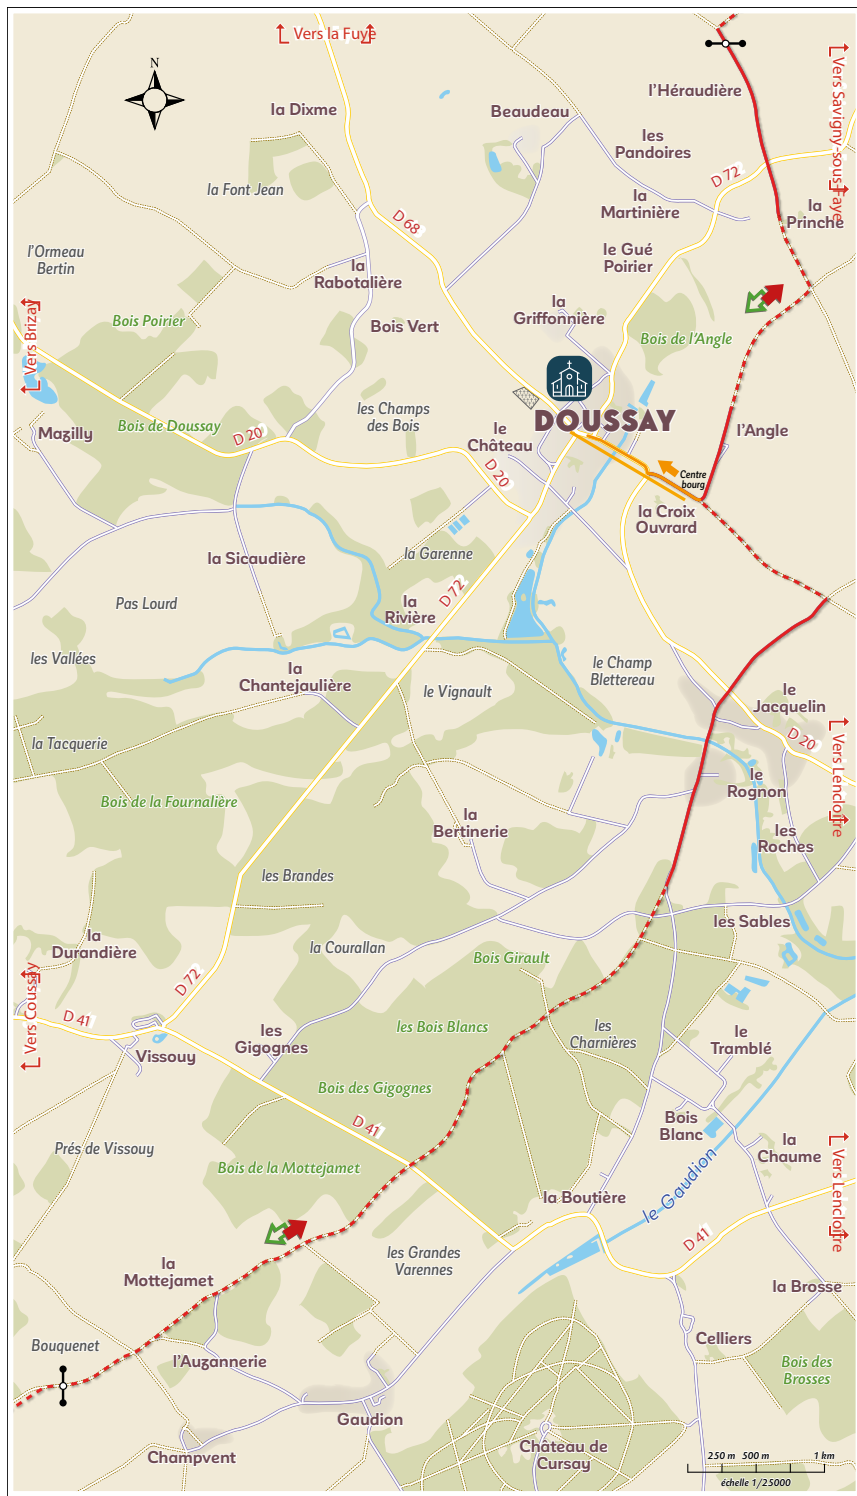 Vers la Fuye
N
Vers Savigny-sous-Faye
l'Héraudière
la Dixme
Beaudeau
les
Pandoires
D 72
la Font Jean
la
Martinière
la
Prinche
D 68
l'Ormeau
Bertin
le Gué
Poirier
la
Rabotalière
la
Griffonnière
Vers Brizay
Bois Poirier
Bois Vert
Bois de l'Angle
les Champs
des Bois
DOUSSAY
Mazilly
Bois de Doussay
D 20
le
Château
l'Angle
D 20
Centre
bourg
la Croix
Ouvrard
la Sicaudière
la Garenne
D 72
Pas Lourd
la
Rivière
les Vallées
la
Chantejaulière
le Vignault
le Champ
Blettereau
le
Jacquelin
la Tacquerie
D 20
Vers Lencloître
le
Rognon
Bois de la Fournalière
la
Bertinerie
les
Roches
les Brandes
les Sables
la
Durandière
la Courallan
Bois Girault
D 72
Vers Coussay
D 41
les
Gigognes
les Bois Blancs
les
Charnières
le
Tramblé
Vissouy
Bois des Gigognes
D 41
Bois
Blanc
Prés de Vissouy
la
Chaume
Vers Lencloître
Bois de la Mottejamet
le Gaudion
la Boutière
D 41
les Grandes
Varennes
la
Mottejamet
la Brosse
Bouquenet
l'Auzannerie
Celliers
Bois des
Brosses
Gaudion
Champvent
Château de
Cursay
250 m 500 m 1 km
échelle 1/25000